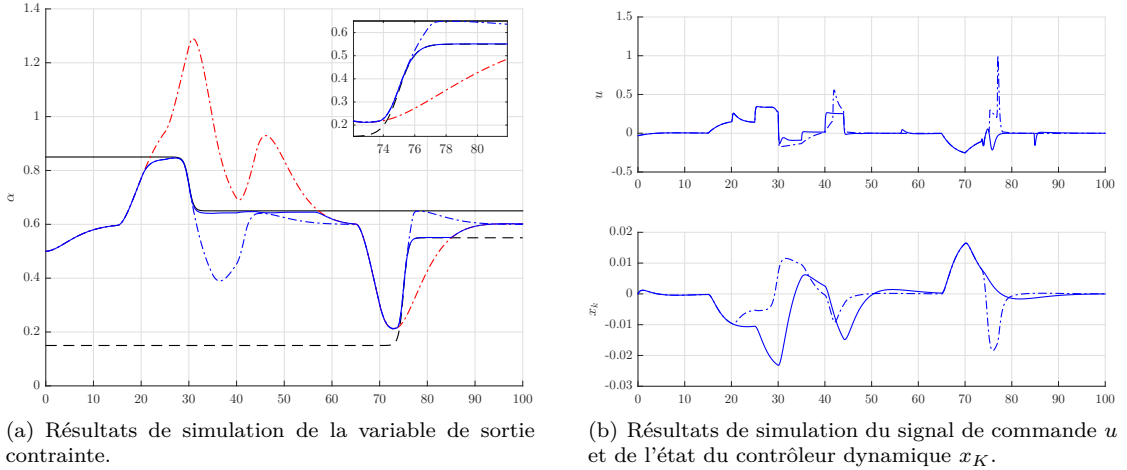 1.4
1.2
1
0.8
0.6
0.4
0.2
0
α
0 10 20 30 40 50 60 70 80 90 100
0.6
0.5
0.4
0.3
0.2
74 76 78 80
(a) Résultats de simulation de la variable de sortie
contrainte.
1.5
1
0.5
0
-0.5
u
0 10 20 30 40 50 60 70 80 90 100
0.02
0.01
0
-0.01
-0.02
-0.03
x_k
0 10 20 30 40 50 60 70 80 90 100
(b) Résultats de simulation du signal de commande u
et de l'état du contrôleur dynamique x_K.